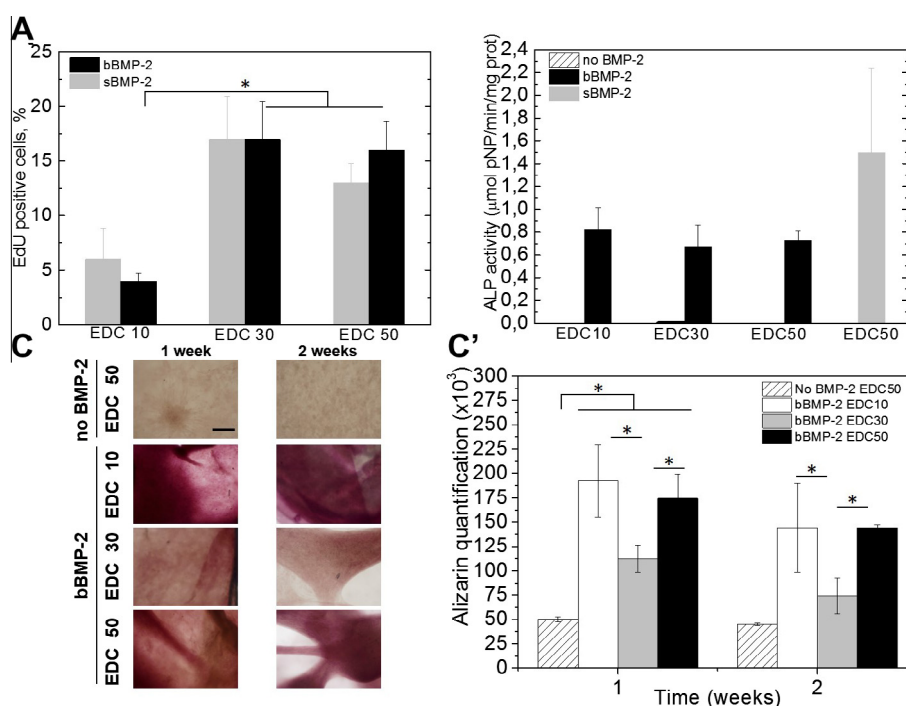 A
EdU positive cells, %
25
20
15
10
5
0
bBMP-2
sBMP-2
*
EDC 10 EDC 30 EDC 50
ALP activity (μmol pNP/min/mg prot)
2,4
2,2
2,0
1,8
1,6
1,4
1,2
1,0
0,8
0,6
0,4
0,2
0,0
no BMP-2
bBMP-2
sBMP-2
EDC10 EDC30 EDC50 EDC50
C
1 week 2 weeks
no BMP-2
EDC 50
bBMP-2
EDC 10
EDC 30
EDC 50
C'
Alizarin quantification (x10³)
300
275
250
225
200
175
150
125
100
75
50
25
0
No BMP-2 EDC50
bBMP-2 EDC10
bBMP-2 EDC30
bBMP-2 EDC50
*
* *
* *
1 2
Time (weeks)